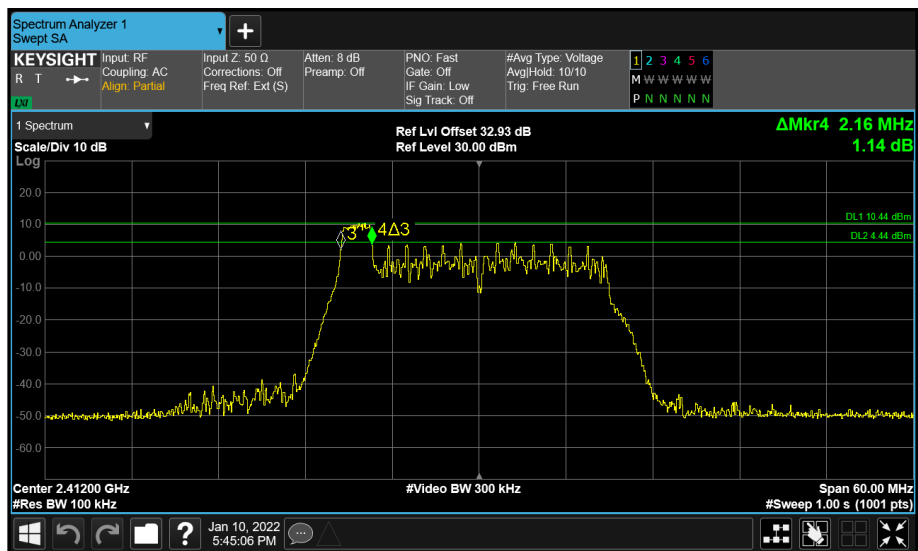 Spectrum Analyzer 1
Swept SA
+
KEYSIGHT
R T
LXI
Input: RF
Coupling: AC
Align: Partial
Input Z: 50 Ω
Corrections: Off
Freq Ref: Ext (S)
Atten: 8 dB
Preamp: Off
PNO: Fast
Gate: Off
IF Gain: Low
Sig Track: Off
#Avg Type: Voltage
Avg|Hold: 10/10
Trig: Free Run
1 2 3 4 5 6
M W W W W W W
P N N N N N N
1 Spectrum
Scale/Div 10 dB
Ref Lvl Offset 32.93 dB
Ref Level 30.00 dBm
ΔMkr4 2.16 MHz
1.14 dB
Log
20.0
10.0
0.00
-10.0
-20.0
-30.0
-40.0
-50.0
-60.0
3
4Δ3
DL1 10.44 dBm
DL2 4.44 dBm
Center 2.41200 GHz
#Res BW 100 kHz
#Video BW 300 kHz
Span 60.00 MHz
#Sweep 1.00 s (1001 pts)
?
Jan 10, 2022
5:45:06 PM